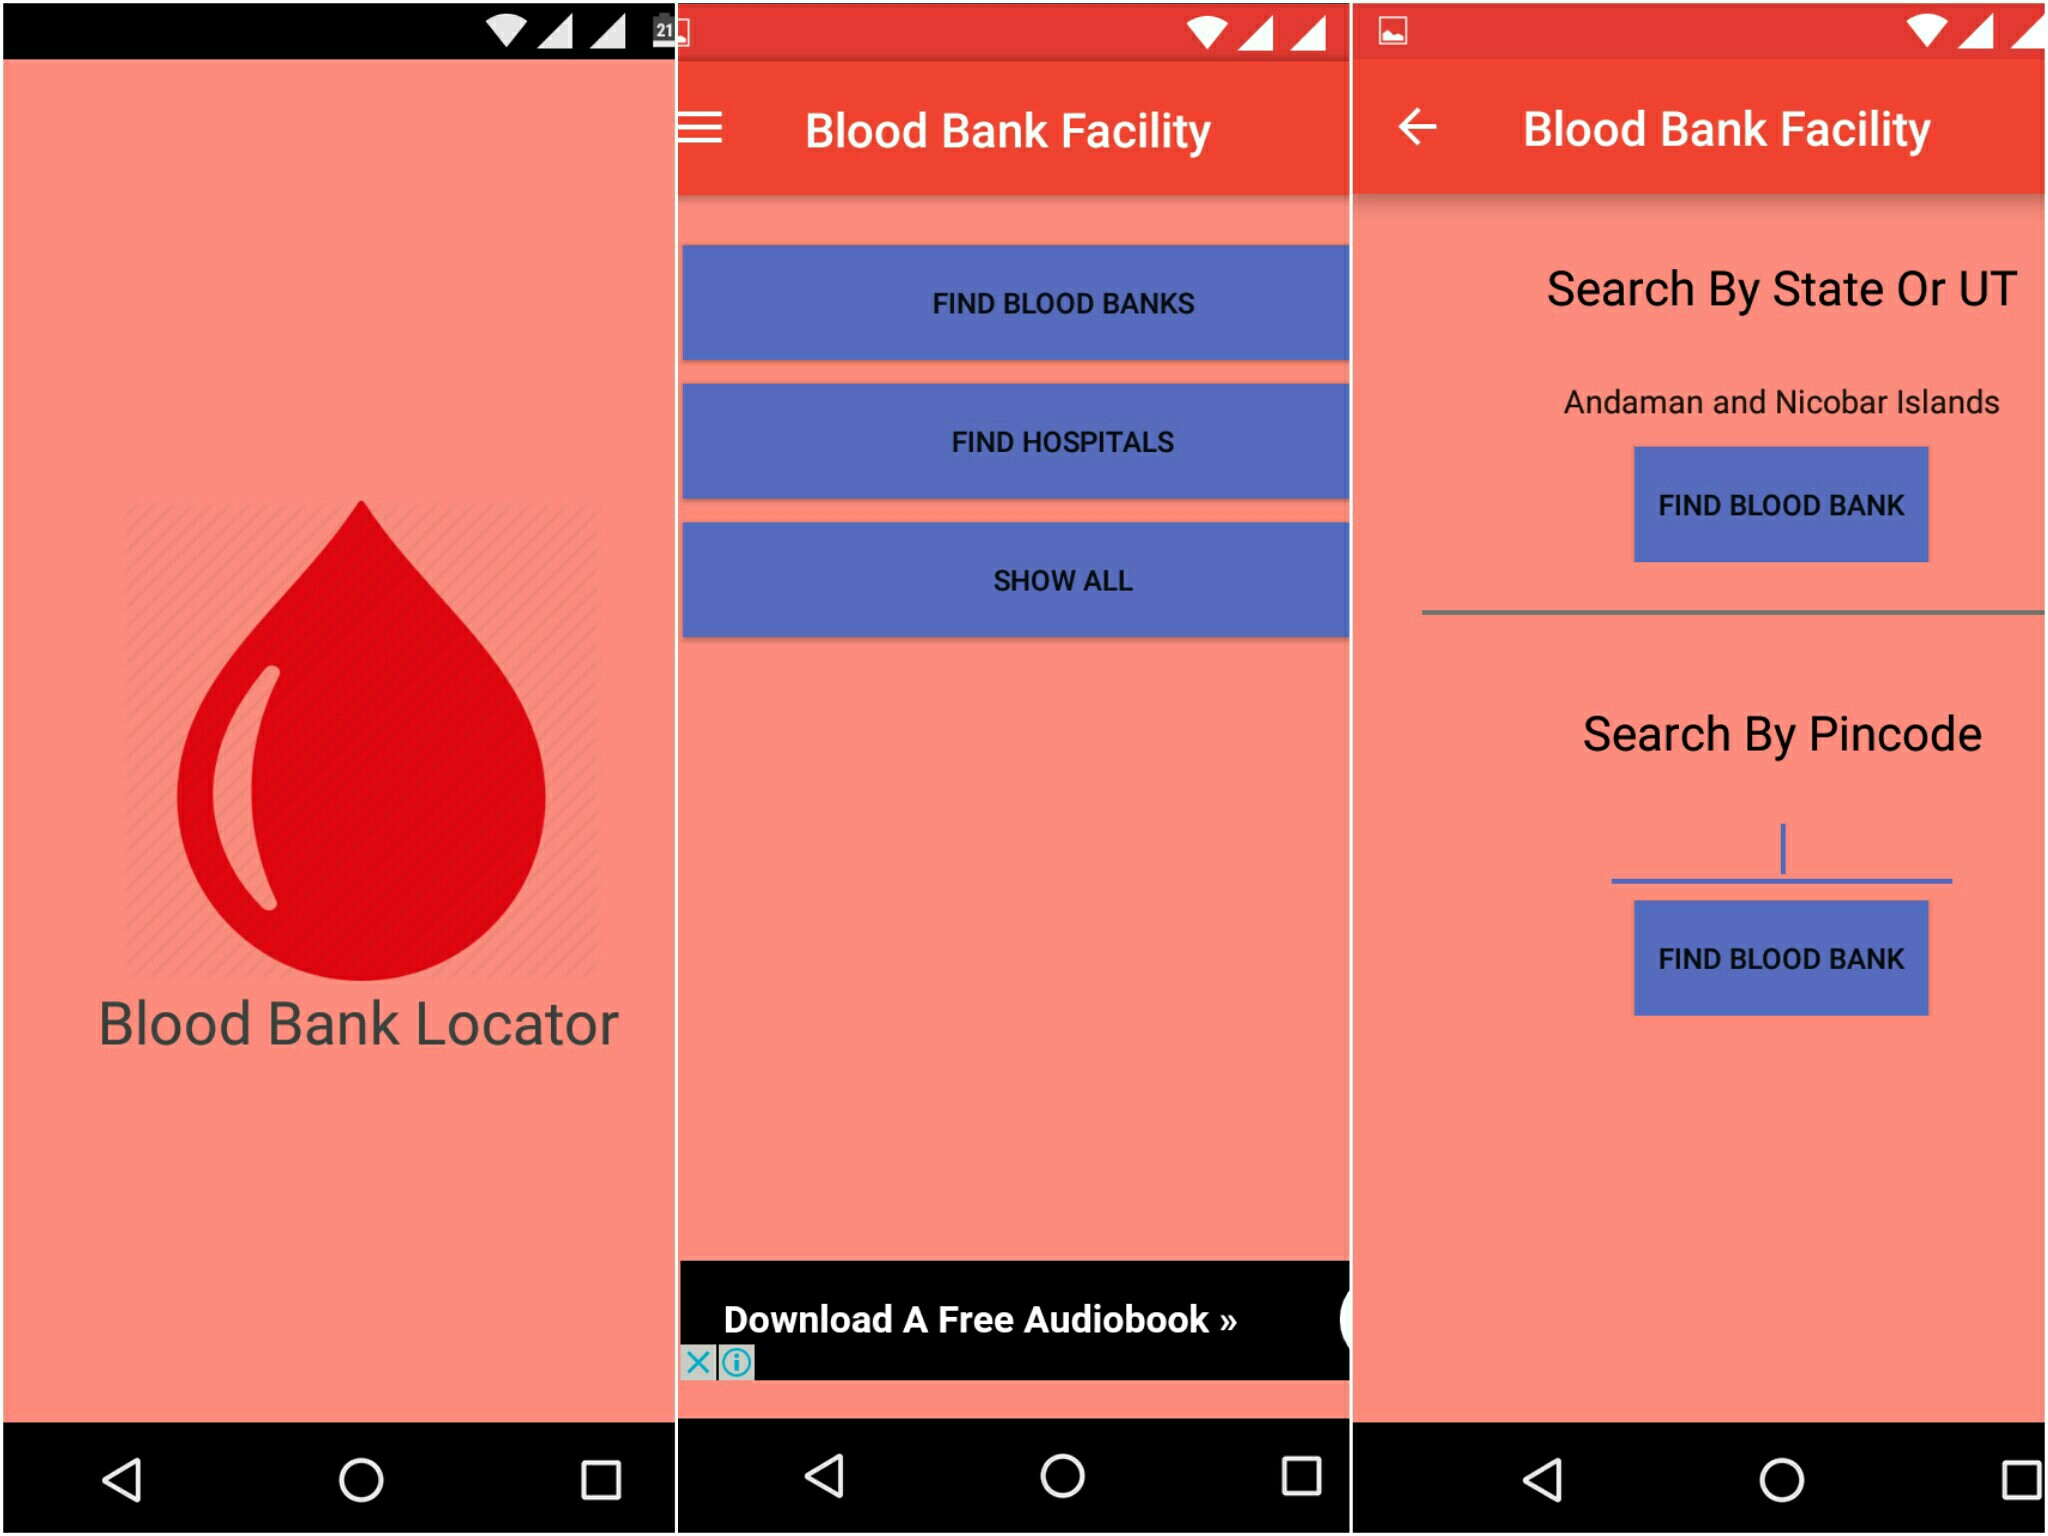 21
Blood Bank Locator
Blood Bank Facility
FIND BLOOD BANKS
FIND HOSPITALS
SHOW ALL
Download A Free Audiobook »
Blood Bank Facility
Search By State Or UT
Andaman and Nicobar Islands
FIND BLOOD BANK
Search By Pincode
FIND BLOOD BANK